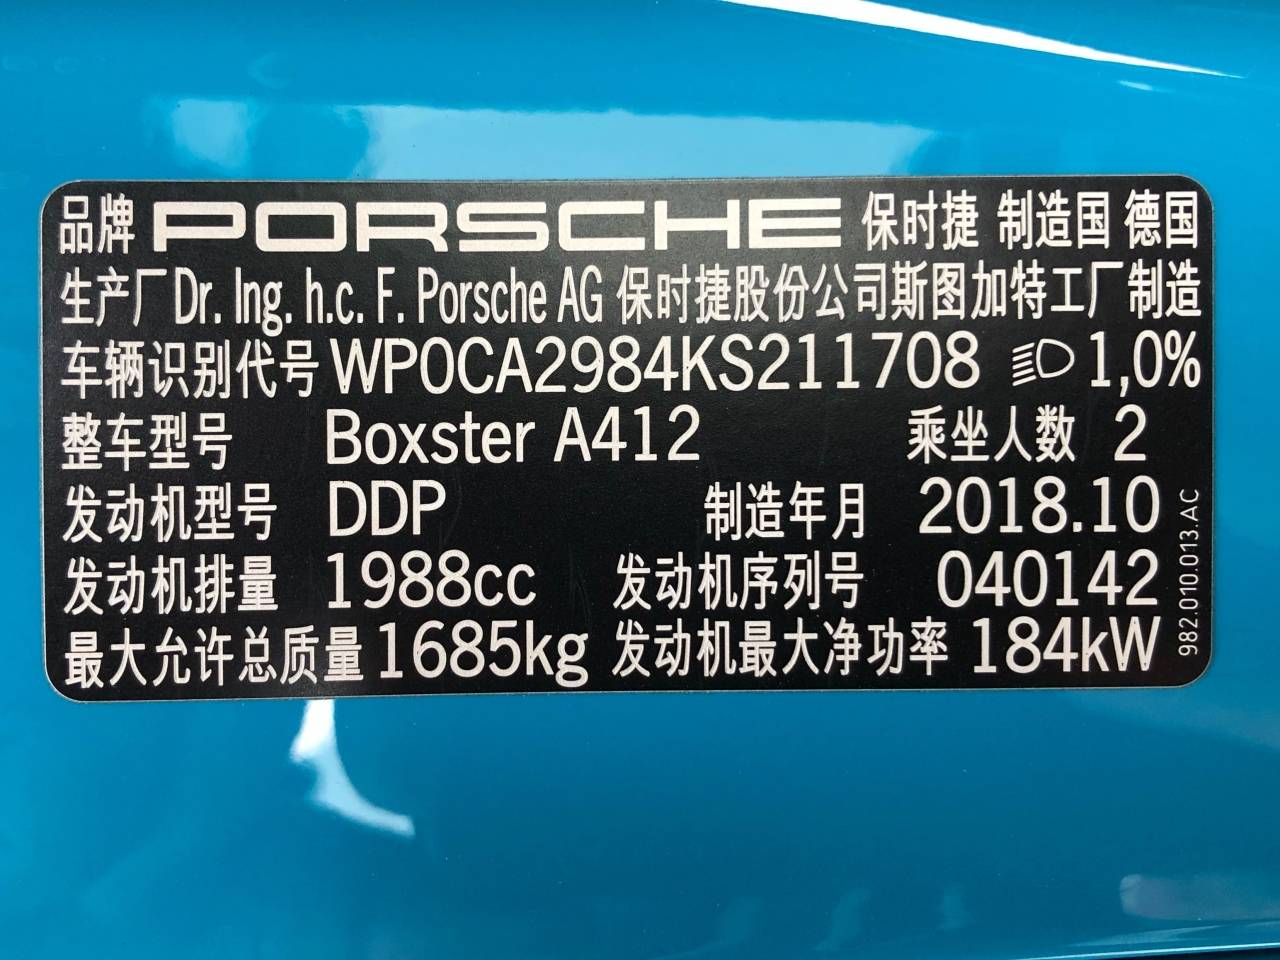 品牌 PORSCHE 保时捷 制造国 德国
生产厂 Dr. Ing. h.c. F. Porsche AG 保时捷股份公司斯图加特工厂制造
车辆识别代号 WP0CA2984KS211708 1,0%
整车型号 Boxster A412 乘坐人数 2
发动机型号 DDP 制造年月 2018.10
发动机排量 1988cc 发动机序列号 040142
最大允许总质量 1685kg 发动机最大净功率 184kW
982.010.013.AC